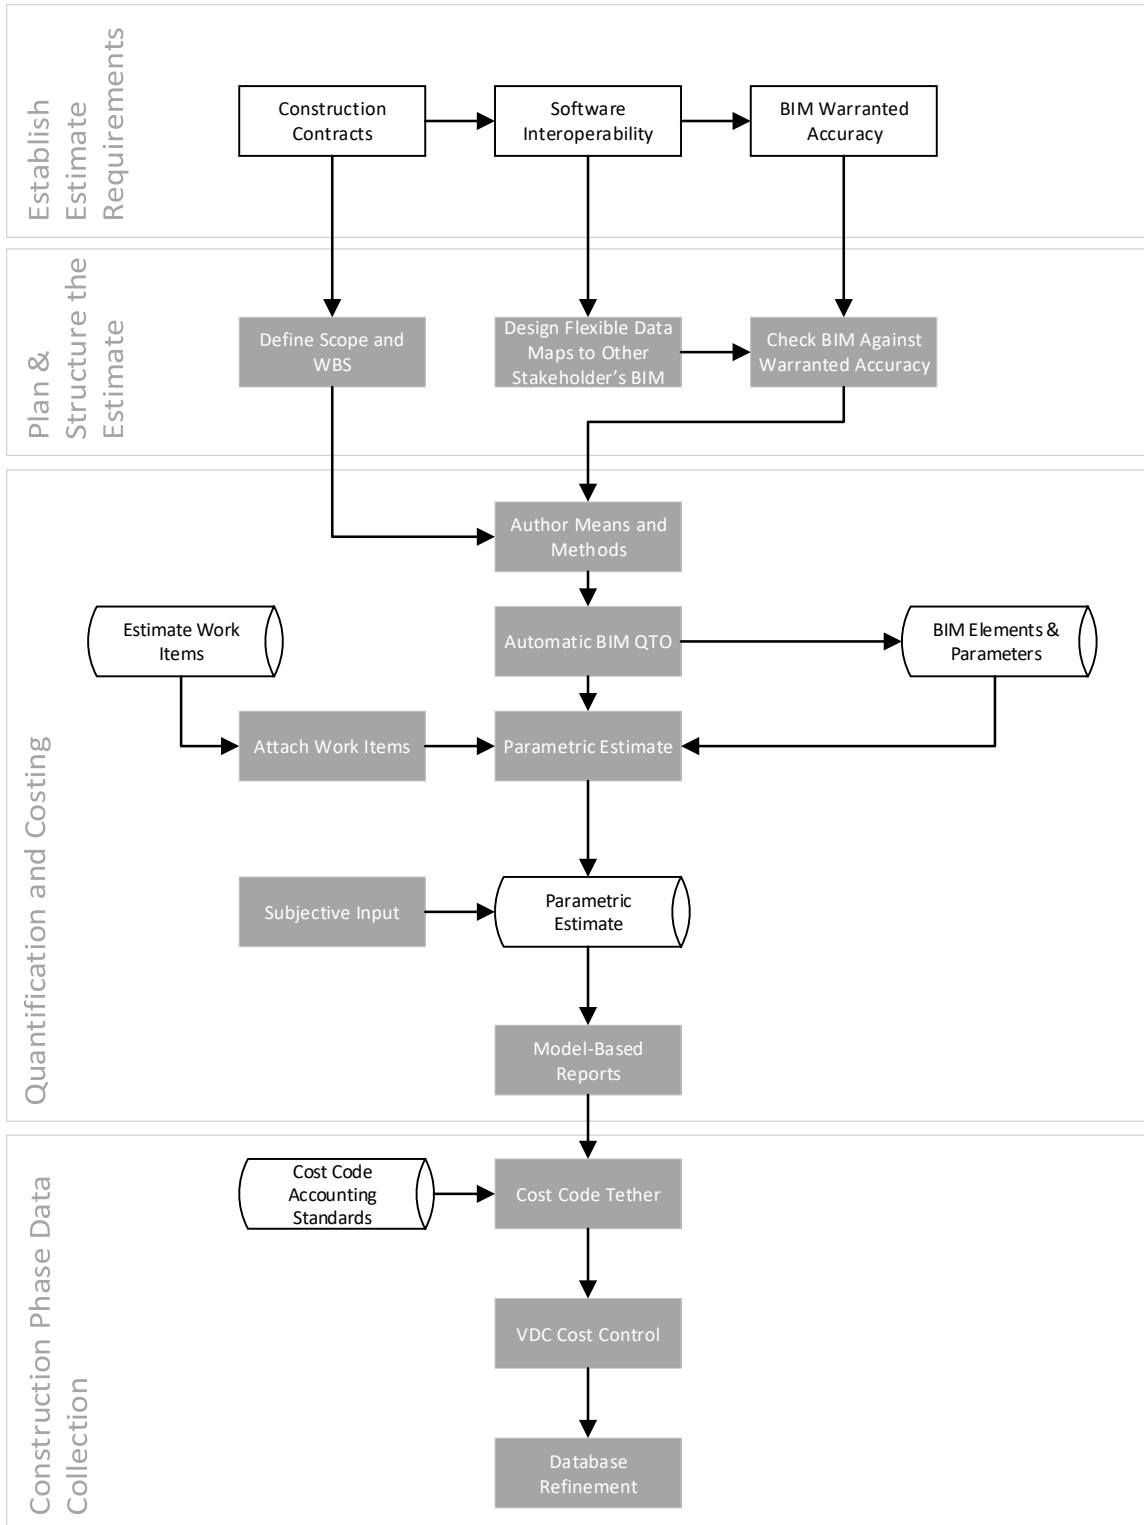 Establish
Estimate
Requirements
Construction
Contracts
Software
Interoperability
BIM Warranted
Accuracy
Plan &
Structure the
Estimate
Define Scope and
WBS
Design Flexible Data
Maps to Other
Stakeholder’s BIM
Check BIM Against
Warranted Accuracy
Quantification and Costing
Author Means and
Methods
Estimate Work
Items
Automatic BIM QTO
BIM Elements &
Parameters
Attach Work Items
Parametric Estimate
Subjective Input
Parametric
Estimate
Model-Based
Reports
Construction Phase Data
Collection
Cost Code
Accounting
Standards
Cost Code Tether
VDC Cost Control
Database
Refinement